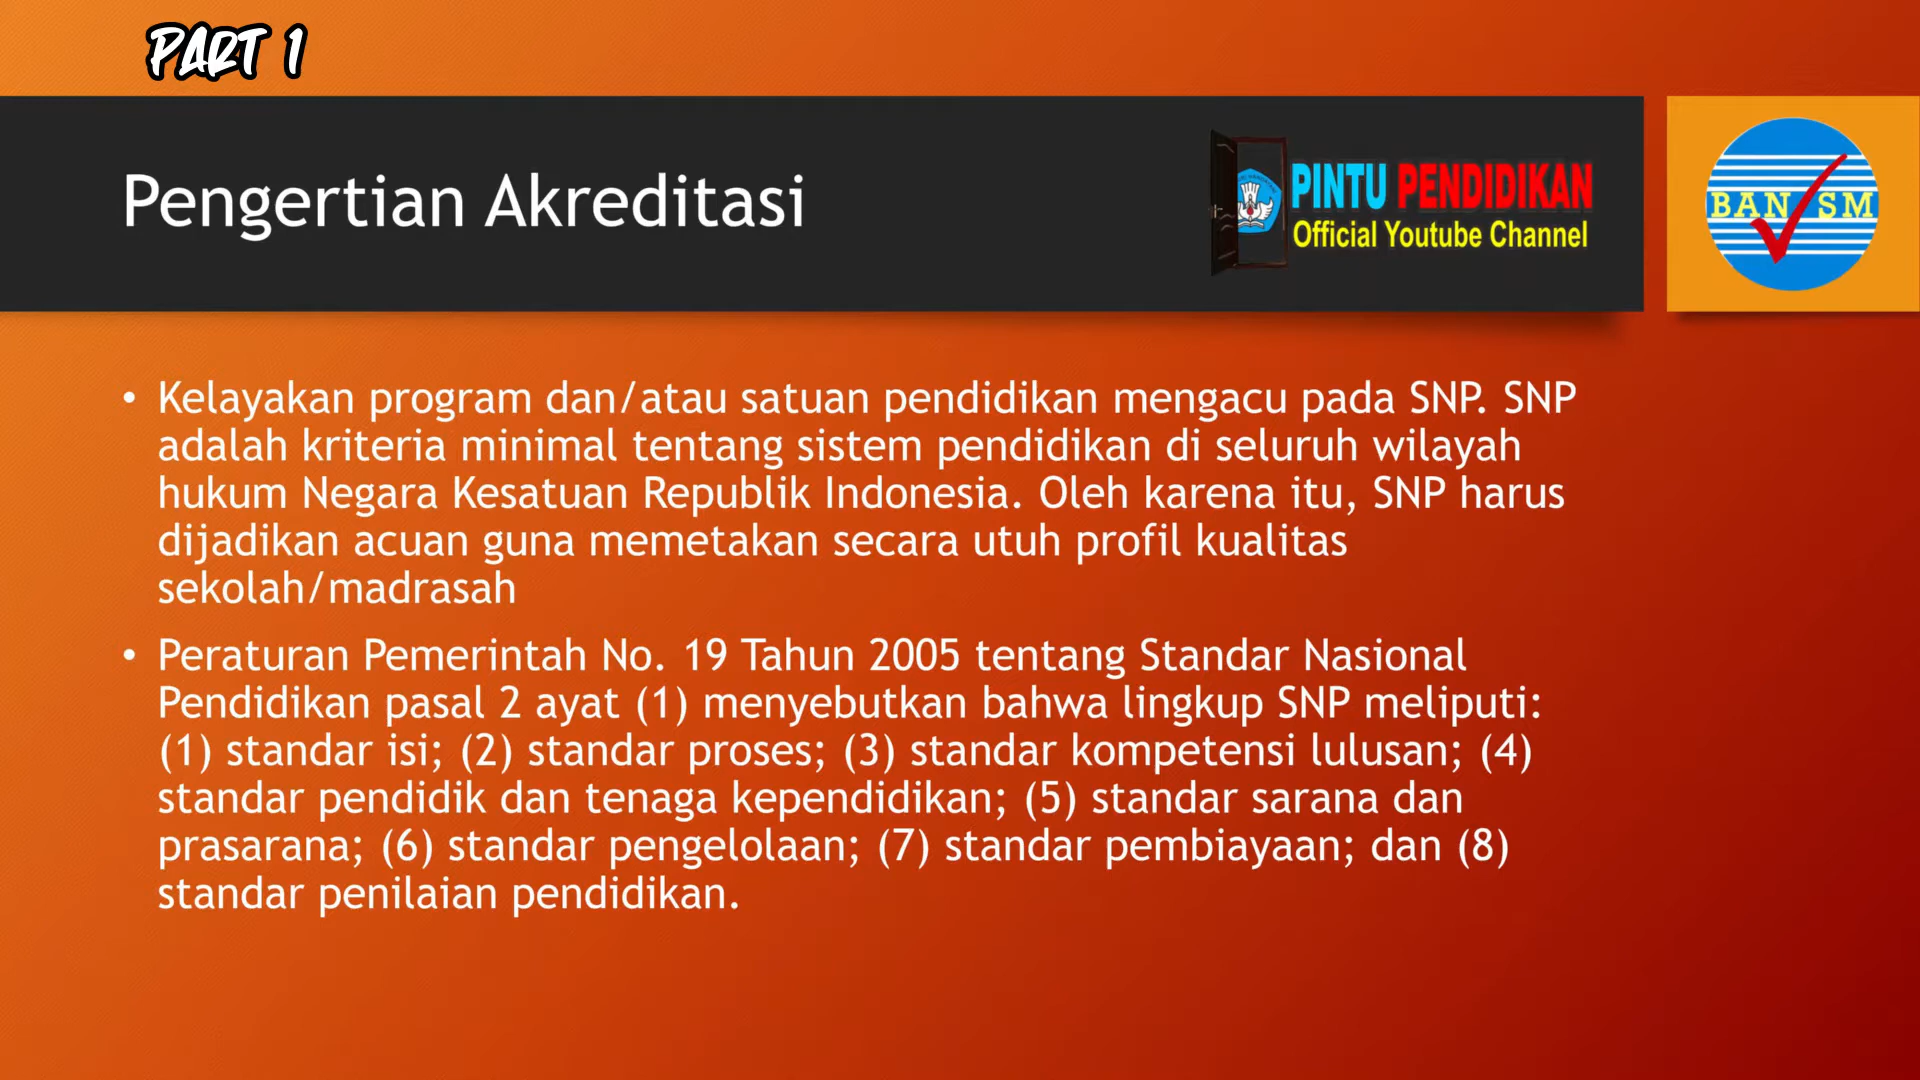 PART 1
Pengertian Akreditasi
PINTU PENDIDIKAN
Official Youtube Channel
BAN SM
• Kelayakan program dan/atau satuan pendidikan mengacu pada SNP. SNP
adalah kriteria minimal tentang sistem pendidikan di seluruh wilayah
hukum Negara Kesatuan Republik Indonesia. Oleh karena itu, SNP harus
dijadikan acuan guna memetakan secara utuh profil kualitas
sekolah/madrasah
• Peraturan Pemerintah No. 19 Tahun 2005 tentang Standar Nasional
Pendidikan pasal 2 ayat (1) menyebutkan bahwa lingkup SNP meliputi:
(1) standar isi; (2) standar proses; (3) standar kompetensi lulusan; (4)
standar pendidik dan tenaga kependidikan; (5) standar sarana dan
prasarana; (6) standar pengelolaan; (7) standar pembiayaan; dan (8)
standar penilaian pendidikan.